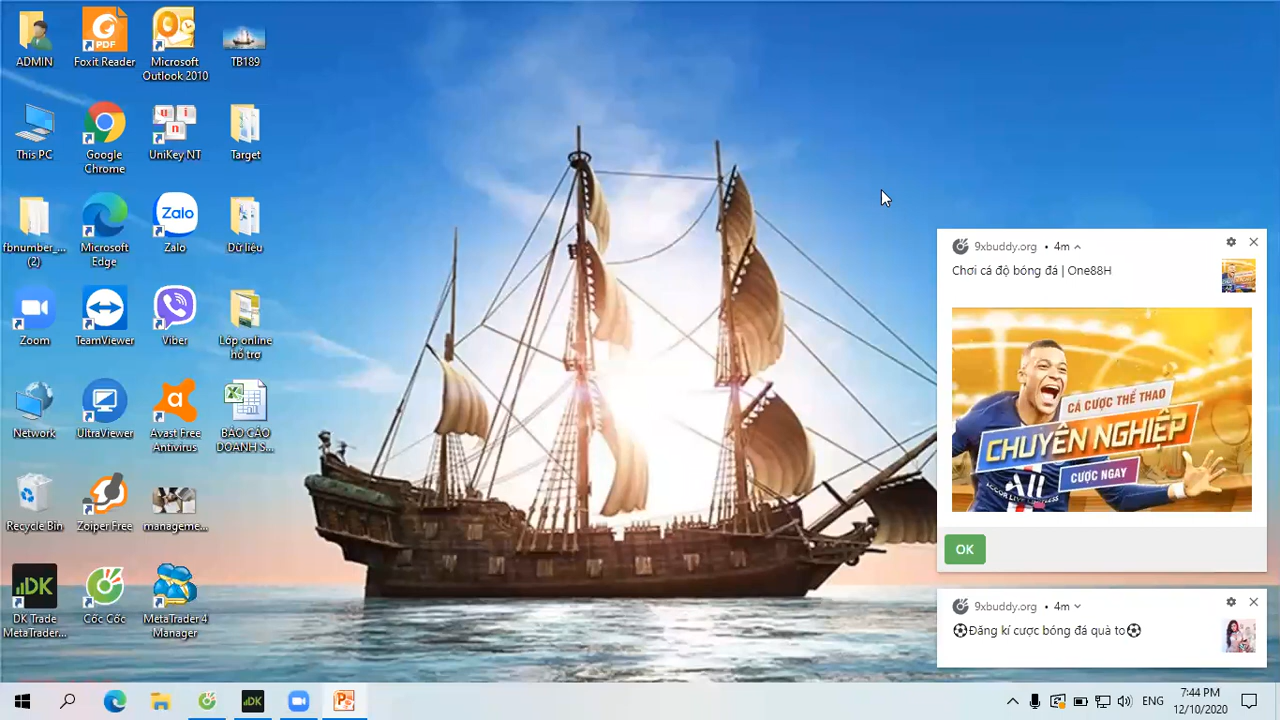 ADMIN
Foxit Reader
Microsoft
Outlook 2010
TB189
This PC
Google
Chrome
UniKey NT
Target
fbnumber_...
(2)
Microsoft
Edge
Zalo
Zalo
Dữ liệu
Zoom
TeamViewer
Viber
Lớp online
hỗ trợ
Network
UltraViewer
Avast Free
Antivirus
BÁO CÁO
DOANH S...
Recycle Bin
Zoiper Free
manageme...
DK
DK Trade
MetaTrader...
Cốc Cốc
MetaTrader 4
Manager
PDF
u i
n
9xbuddy.org • 4m
Chơi cá độ bóng đá | One88H
CÁ CƯỢC THỂ THAO
CHUYÊN NGHIỆP
CƯỢC NGAY
ALL
OK
9xbuddy.org • 4m
⚽Đăng kí cược bóng đá quà to⚽
DK
ENG
7:44 PM
12/10/2020